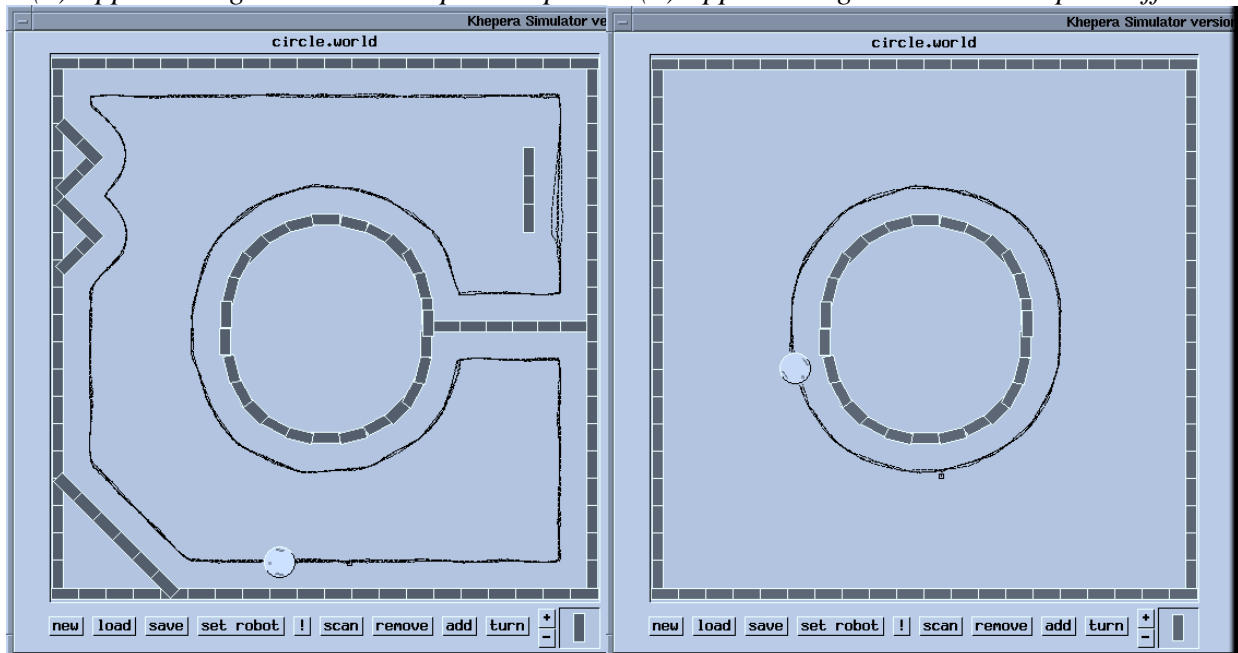 Khepera Simulator ve
circle.world
new load save set robot ! scan remove add turn + -
Khepera Simulator version
circle.world
new load save set robot ! scan remove add turn + -